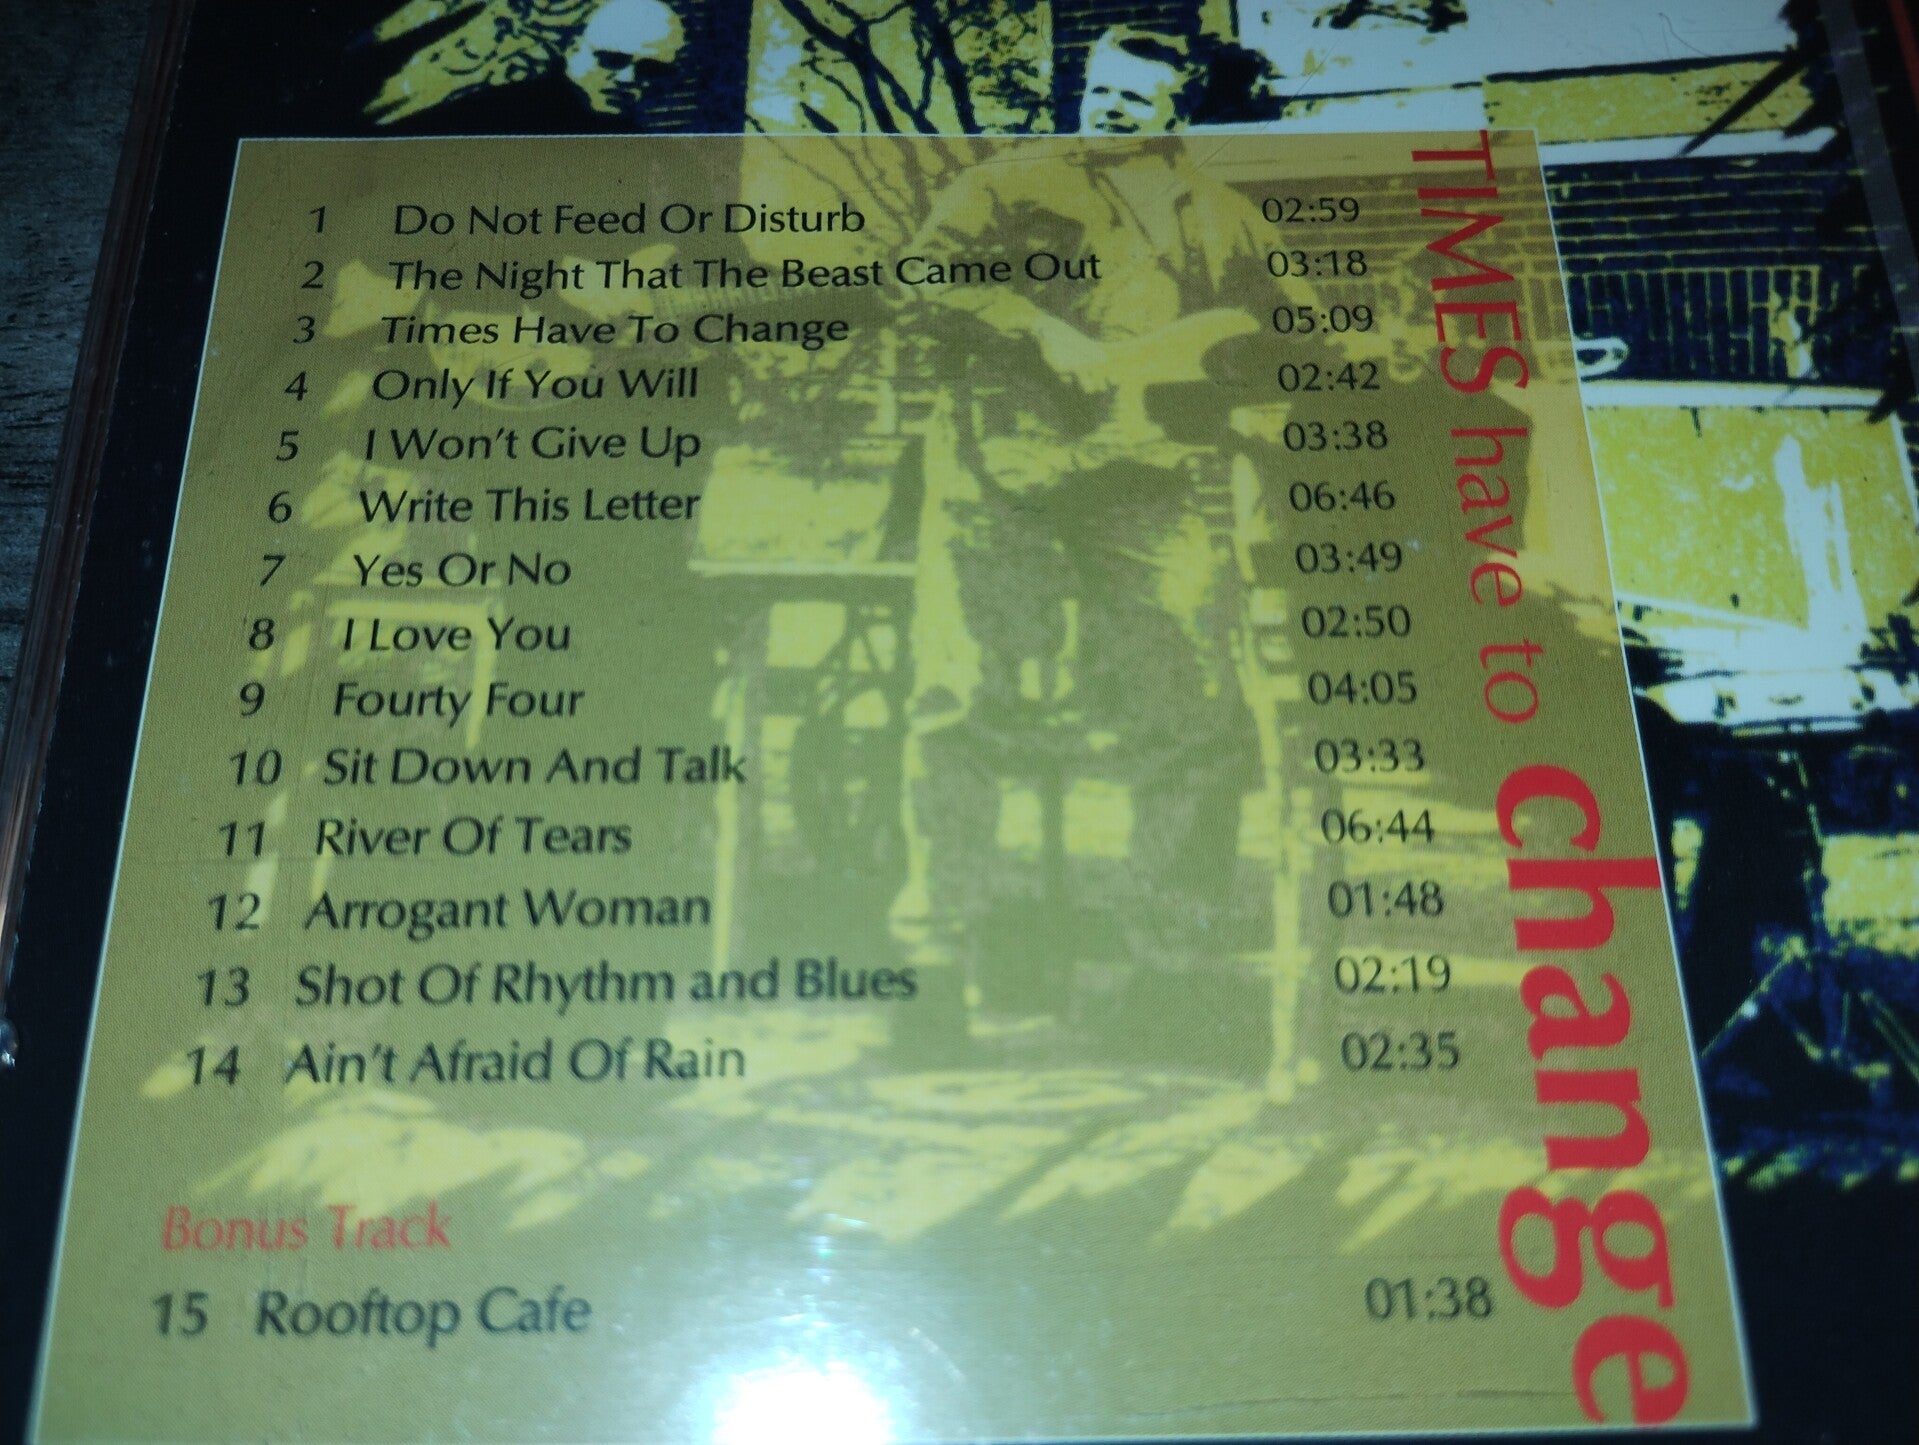 1 Do Not Feed Or Disturb 02:59
2 The Night That The Beast Came Out 03:18
3 Times Have To Change 05:09
4 Only If You Will 02:42
5 I Won't Give Up 03:38
6 Write This Letter 06:46
7 Yes Or No 03:49
8 I Love You 02:50
9 Fourty Four 04:05
10 Sit Down And Talk 03:33
11 River Of Tears 06:44
12 Arrogant Woman 01:48
13 Shot Of Rhythm and Blues 02:19
14 Ain't Afraid Of Rain 02:35
Bonus Track
15 Rooftop Cafe 01:38
TIMES have to change